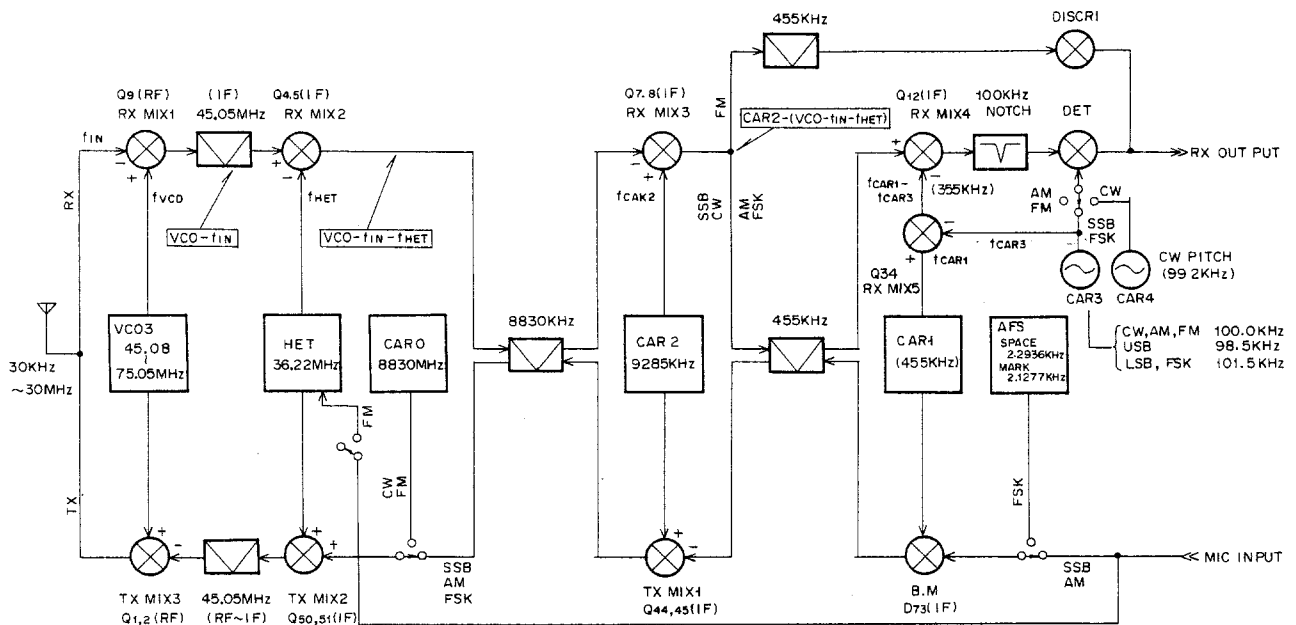 455KHz
DISCRI
Q9(RF)
RX MIX1
(IF)
45.05MHz
Q4.5(IF)
RX MIX2
Q7.8(IF)
RX MIX3
FM
CAR2-(VCO-fIN-fHET)
Q12(IF)
RX MIX4
100KHz
NOTCH
DET
fIN
RX OUT PUT
RX
fVCO
VCO-fIN
fHET
VCO-fIN-fHET
fCAK2
SSB
CW
AM
FSK
fCAR1-
fCAR3
(355KHz)
AM
FM
CW
SSB
FSK
fCAR3
fCAR1
Q34
RX MIX5
CW PITCH
(99.2KHz)
CAR3
CAR4
30KHz
~30MHz
VCO3
45.08
~
75.05MHz
HET
36.22MHz
CAR0
8830MHz
8830KHz
CAR2
9285KHz
455KHz
CAR1
(455KHz)
AFS
SPACE
2.2936KHz
MARK
2.1277KHz
CW,AM,FM 100.0KHz
USB 98.5KHz
LSB, FSK 101.5KHz
FM
CW
FM
FSK
TX
MIC INPUT
TX MIX3
Q1,2(RF)
45.05MHz
(RF~IF)
TX MIX2
Q50,51(IF)
SSB
AM
FSK
TX MIX1
Q44,45(IF)
B.M
D73(IF)
SSB
AM